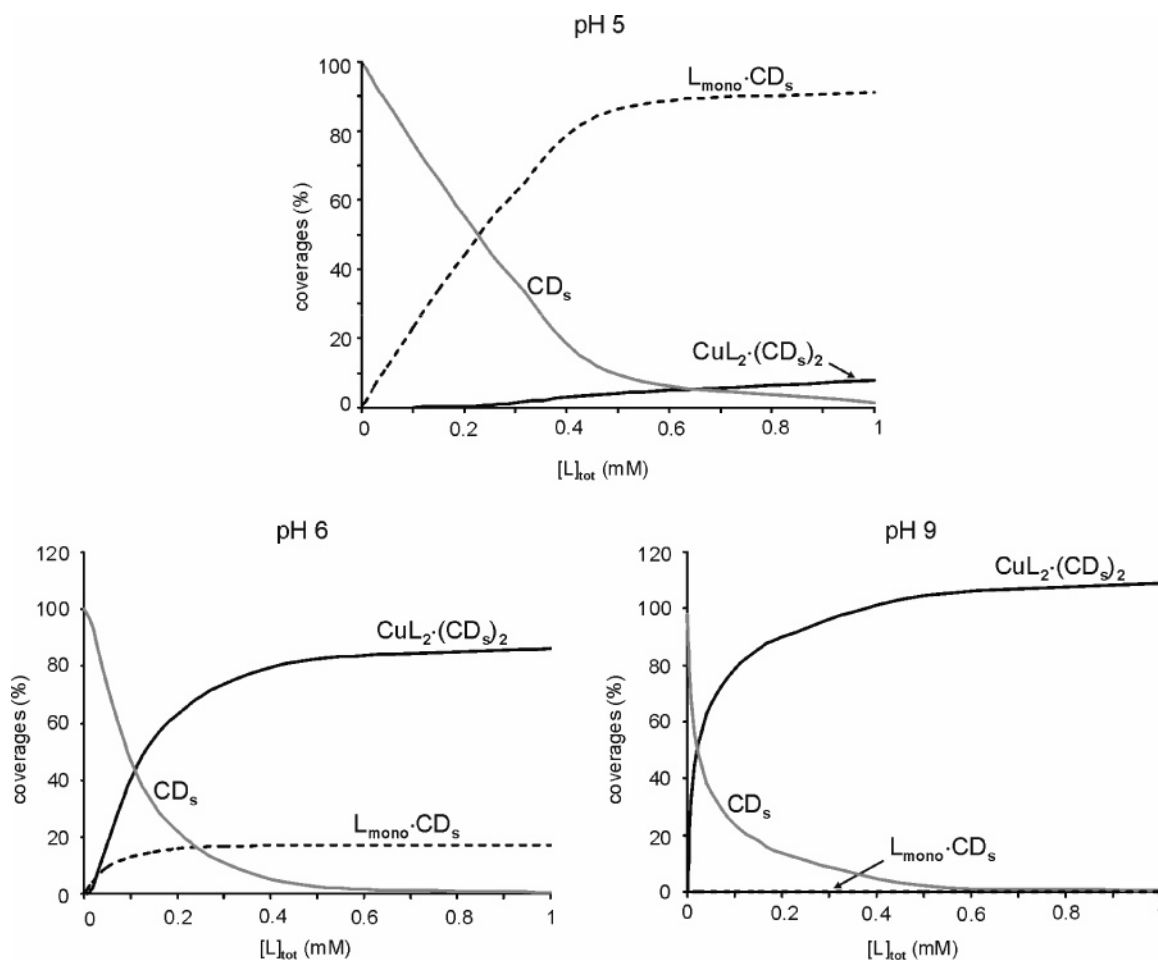 pH 5
coverages (%)
100
80
60
40
20
0
L_mono·CD_s
CD_s
CuL_2·(CD_s)_2
0 0.2 0.4 0.6 0.8 1
[L]_tot (mM)
pH 6
coverages (%)
120
100
80
60
40
20
0
CuL_2·(CD_s)_2
CD_s
L_mono·CD_s
0 0.2 0.4 0.6 0.8 1
[L]_tot (mM)
pH 9
coverages (%)
120
100
80
60
40
20
0
CuL_2·(CD_s)_2
CD_s
L_mono·CD_s
0 0.2 0.4 0.6 0.8 1
[L]_tot (mM)